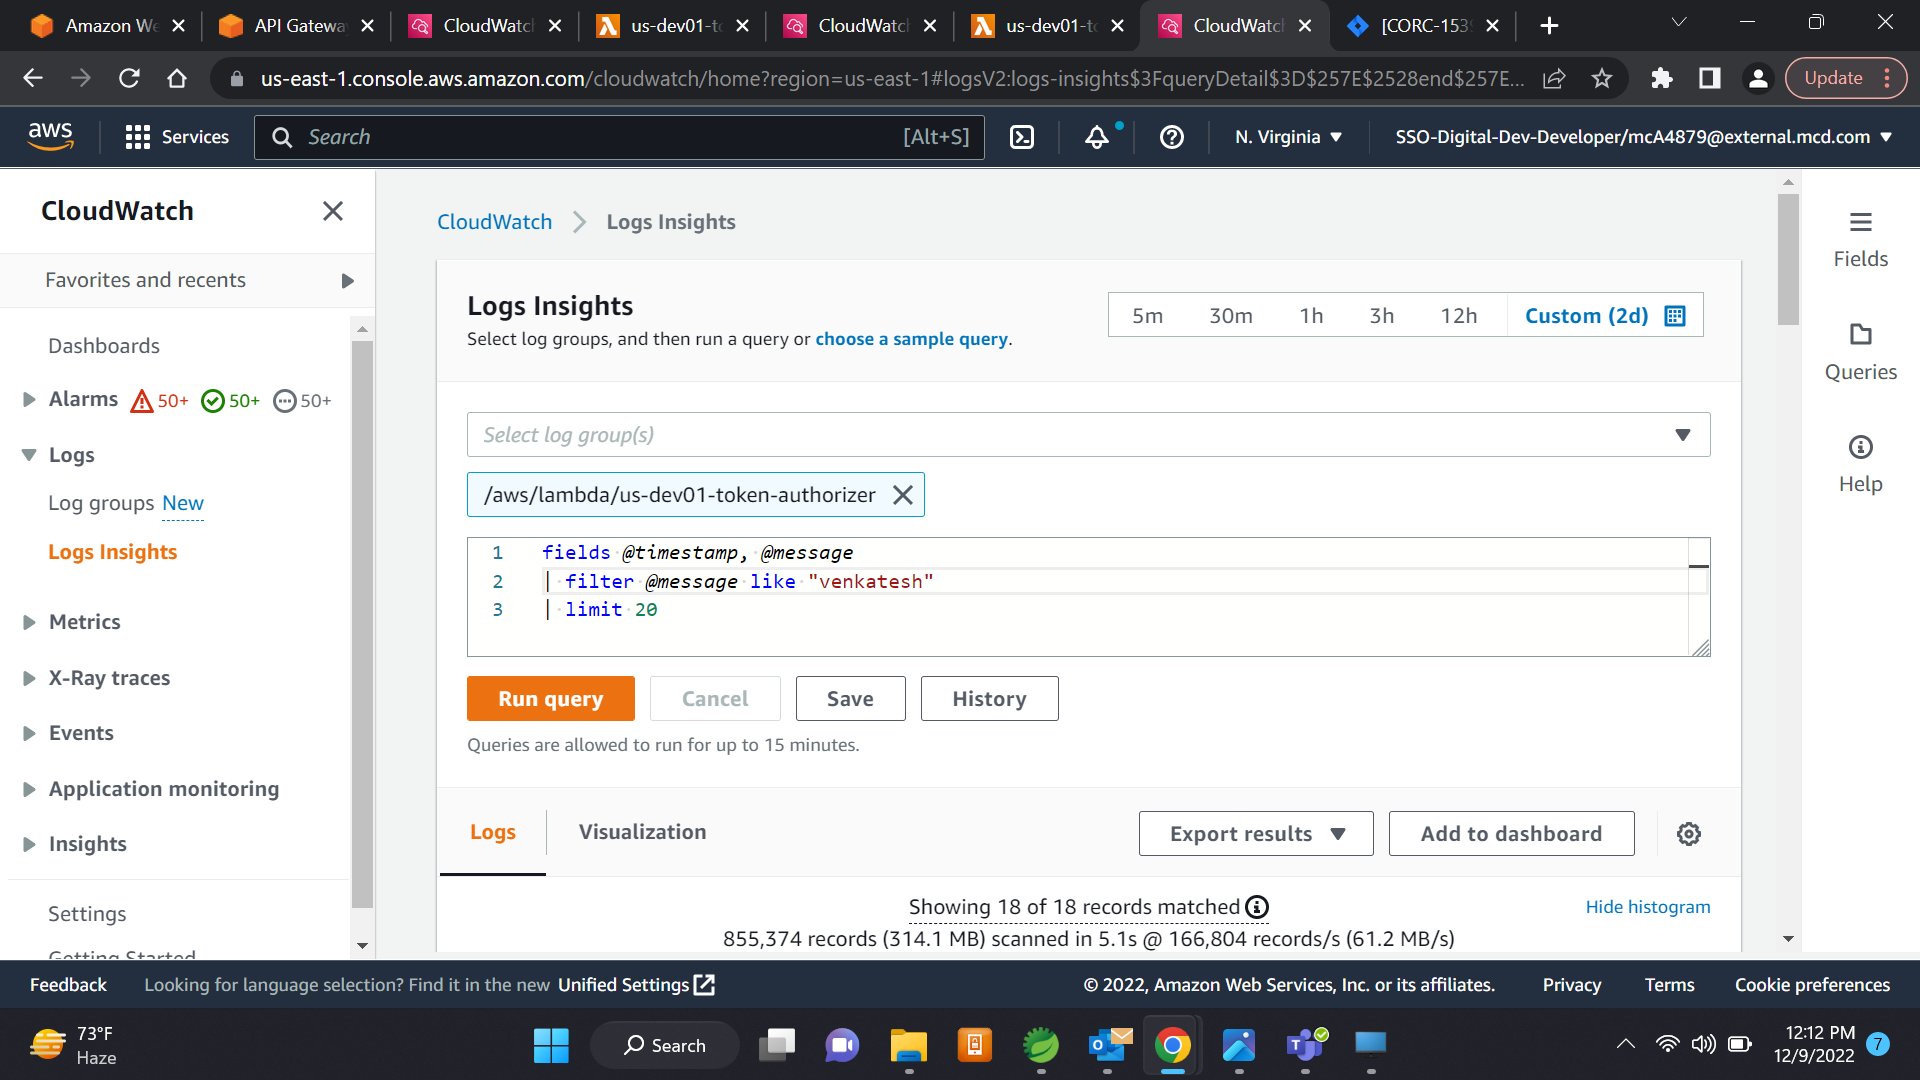 Amazon We
API Gateway
CloudWatch
us-dev01-to
CloudWatch
us-dev01-to
CloudWatch
[CORC-153
us-east-1.console.aws.amazon.com/cloudwatch/home?region=us-east-1#logsV2:logs-insights$3FqueryDetail$3D$257E$2528end$257E...
Update
aws
Services
Search
[Alt+S]
N. Virginia
SSO-Digital-Dev-Developer/mcA4879@external.mcd.com
CloudWatch
Favorites and recents
Dashboards
Alarms 50+ 50+ 50+
Logs
Log groups New
Logs Insights
Metrics
X-Ray traces
Events
Application monitoring
Insights
Settings
Getting Started
CloudWatch
Logs Insights
Logs Insights
Select log groups, and then run a query or choose a sample query.
5m 30m 1h 3h 12h Custom (2d)
Select log group(s)
/aws/lambda/us-dev01-token-authorizer
1 fields @timestamp, @message
2 | filter @message like "venkatesh"
3 | limit 20
Run query
Cancel
Save
History
Queries are allowed to run for up to 15 minutes.
Logs
Visualization
Export results
Add to dashboard
Showing 18 of 18 records matched
Hide histogram
855,374 records (314.1 MB) scanned in 5.1s @ 166,804 records/s (61.2 MB/s)
Fields
Queries
Help
Feedback
Looking for language selection? Find it in the new Unified Settings
© 2022, Amazon Web Services, Inc. or its affiliates.
Privacy
Terms
Cookie preferences
73°F
Haze
Search
12:12 PM
12/9/2022
7